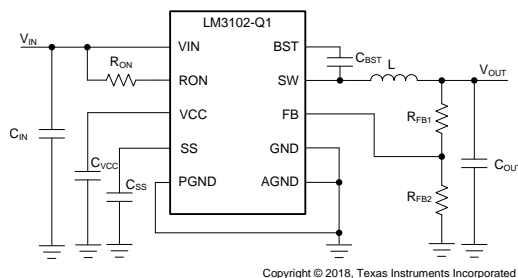 LM3102-Q1
VIN
VIN
BST
RON
CBST
L
VOUT
RON
SW
VCC
FB
RFB1
CIN
SS
GND
CVCC
CSS
PGND
AGND
RFB2
COUT
Copyright © 2018, Texas Instruments Incorporated